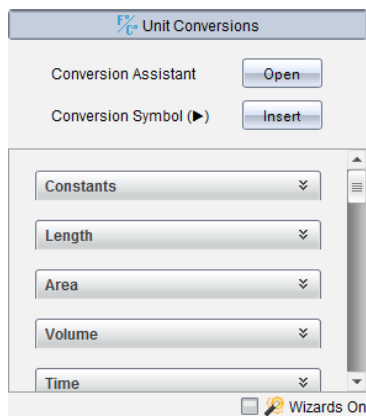 F°/C° Unit Conversions
Conversion Assistant Open
Conversion Symbol (▶) Insert
Constants
Length
Area
Volume
Time
Wizards On